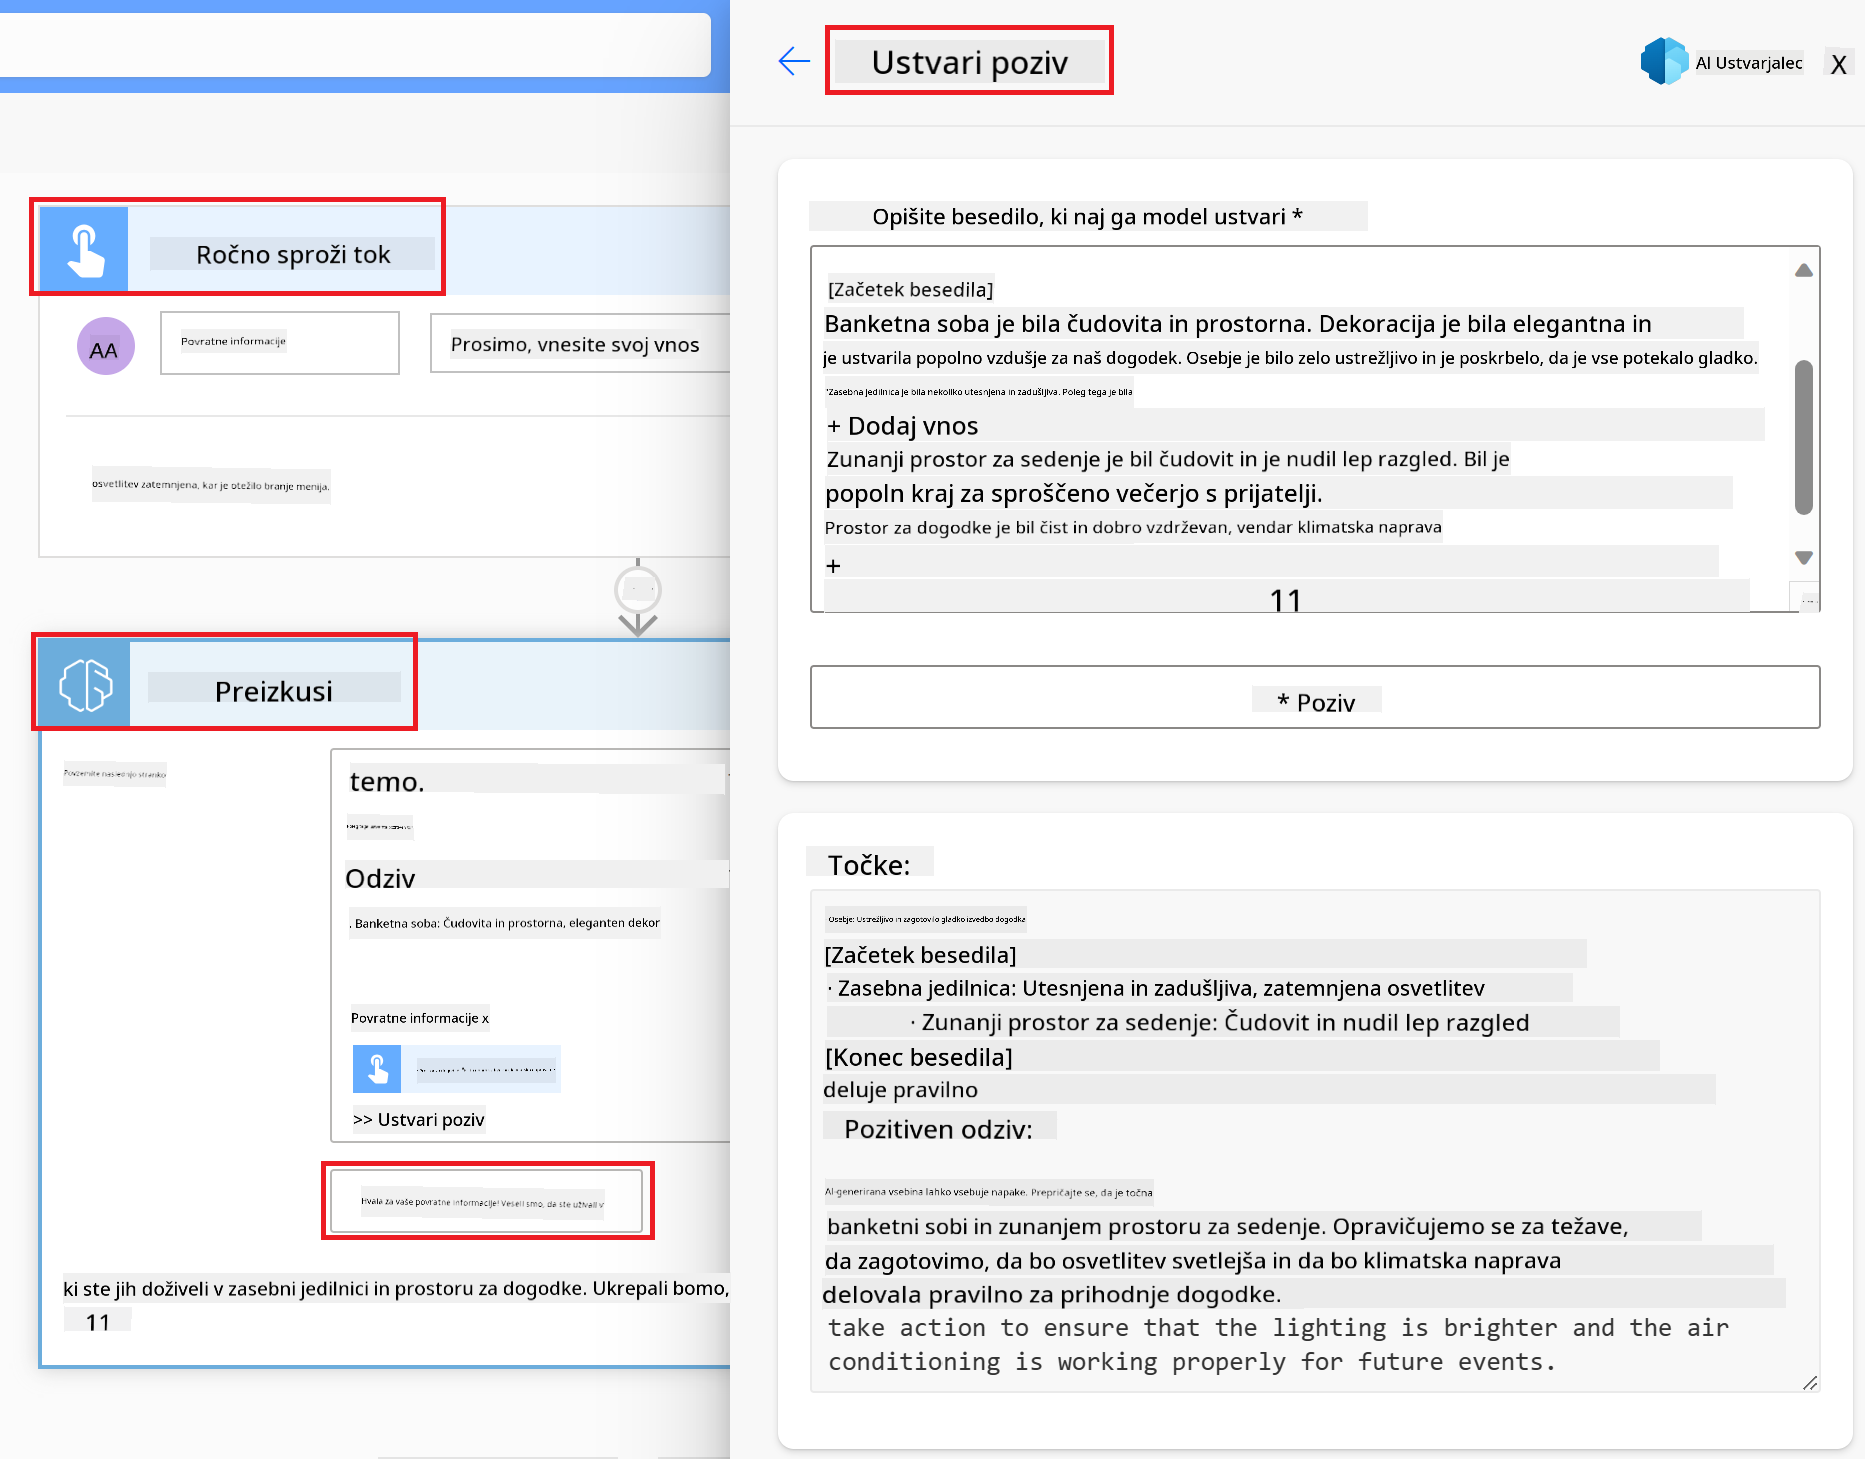 Ročno sproži tok
AA
Povratne informacije
Prosimo, vnesite svoj vnos
osvetlitev zatemnjena, kar je otežilo branje menija.
Preizkusi
Povzemite naslednjo stranko
temo.
Odziv
. Banketna soba: Čudovita in prostorna, eleganten dekor
Povratne informacije x
>> Ustvari poziv
Hvala za vaše povratne informacije! Veseli smo, da ste uživali v
ki ste jih doživeli v zasebni jedilnici in prostoru za dogodke. Ukrepali bomo,
11
Ustvari poziv
AI Ustvarjalec
X
Opišite besedilo, ki naj ga model ustvari *
[Začetek besedila]
Banketna soba je bila čudovita in prostorna. Dekoracija je bila elegantna in
je ustvarila popolno vzdušje za naš dogodek. Osebje je bilo zelo ustrežljivo in je poskrbelo, da je vse potekalo gladko.
"Zasebna jedilnica je bila nekoliko utesnjena in zadušljiva. Poleg tega je bila
+ Dodaj vnos
Zunanji prostor za sedenje je bil čudovit in je nudil lep razgled. Bil je
popoln kraj za sproščeno večerjo s prijatelji.
Prostor za dogodke je bil čist in dobro vzdrževan, vendar klimatska naprava
+
11
* Poziv
Točke:
Osebje: Ustrežljivo in zagotovilo gladko izvedbo dogodka
[Začetek besedila]
· Zasebna jedilnica: Utesnjena in zadušljiva, zatemnjena osvetlitev
· Zunanji prostor za sedenje: Čudovit in nudil lep razgled
[Konec besedila]
deluje pravilno
Pozitiven odziv:
AI-generirana vsebina lahko vsebuje napake. Prepričajte se, da je točna
banketni sobi in zunanjem prostoru za sedenje. Opravičujemo se za težave,
da zagotovimo, da bo osvetlitev svetlejša in da bo klimatska naprava
delovala pravilno za prihodnje dogodke.
take action to ensure that the lighting is brighter and the air
conditioning is working properly for future events.